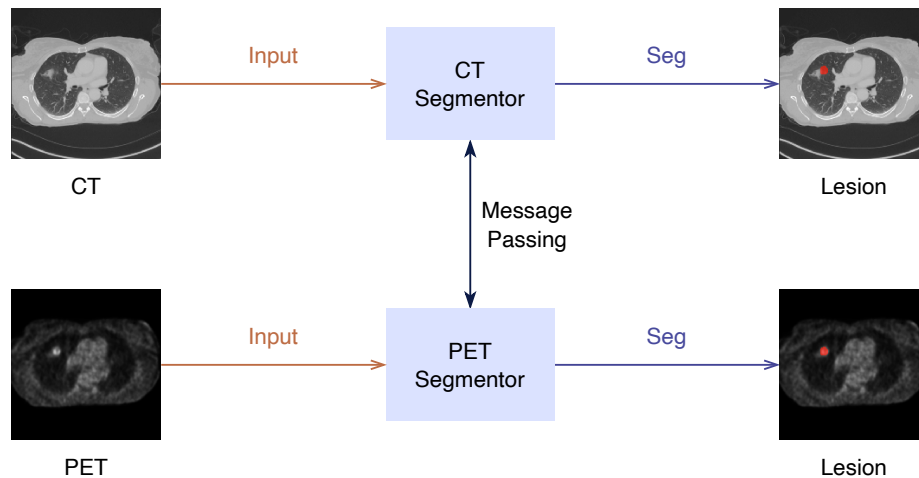 Input
CT
Segmentor
Seg
CT
Lesion
Message
Passing
Input
PET
Segmentor
Seg
PET
Lesion